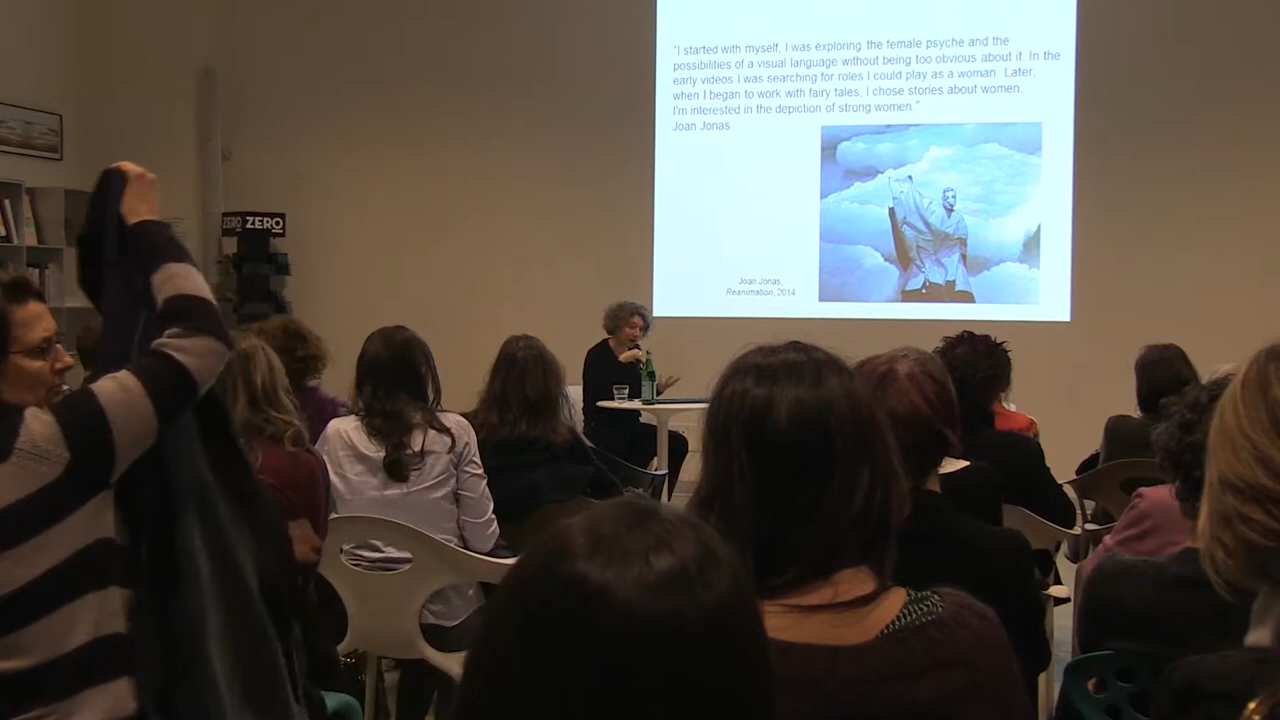 "I started with myself, I was exploring the female psyche and the
possibilities of a visual language without being too obvious about it. In the
early videos I was searching for roles I could play as a woman. Later,
when I began to work with fairy tales, I chose stories about women.
I'm interested in the depiction of strong women."
Joan Jonas
ZERO ZERO
Joan Jonas,
Reanimation, 2014